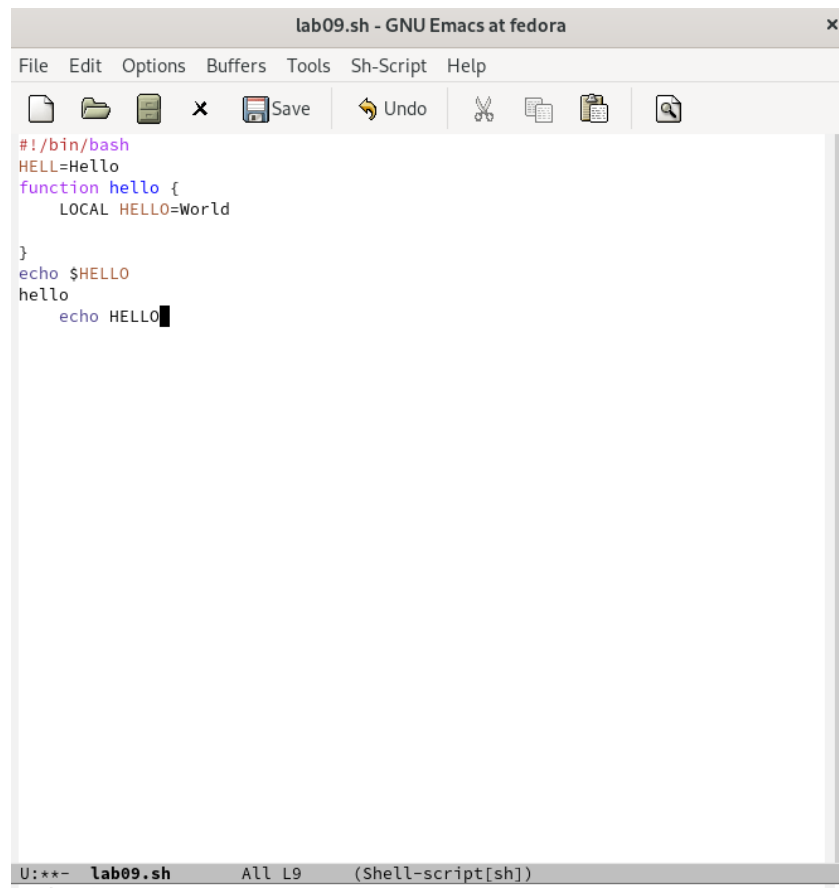 lab09.sh - GNU Emacs at fedora ×
File Edit Options Buffers Tools Sh-Script Help
Save Undo
#!/bin/bash
HELL=Hello
function hello {
    LOCAL HELLO=World
}
echo $HELLO
hello
    echo HELLO
U:**- lab09.sh All L9 (Shell-script[sh])